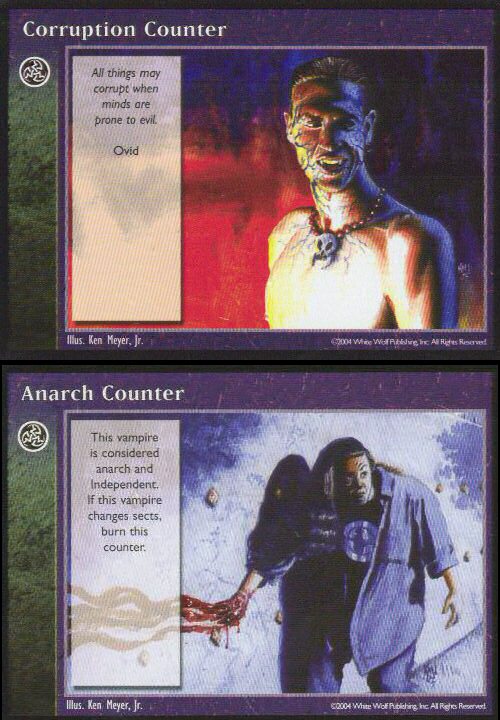 Corruption Counter
All things may
corrupt when
minds are
prone to evil.
Ovid
Illus. Ken Meyer, Jr.
©2004 White Wolf Publishing, Inc. All Rights Reserved.
Anarch Counter
This vampire
is considered
anarch and
Independent.
If this vampire
changes sects,
burn this
counter.
Illus. Ken Meyer, Jr.
©2004 White Wolf Publishing, Inc. All Rights Reserved.